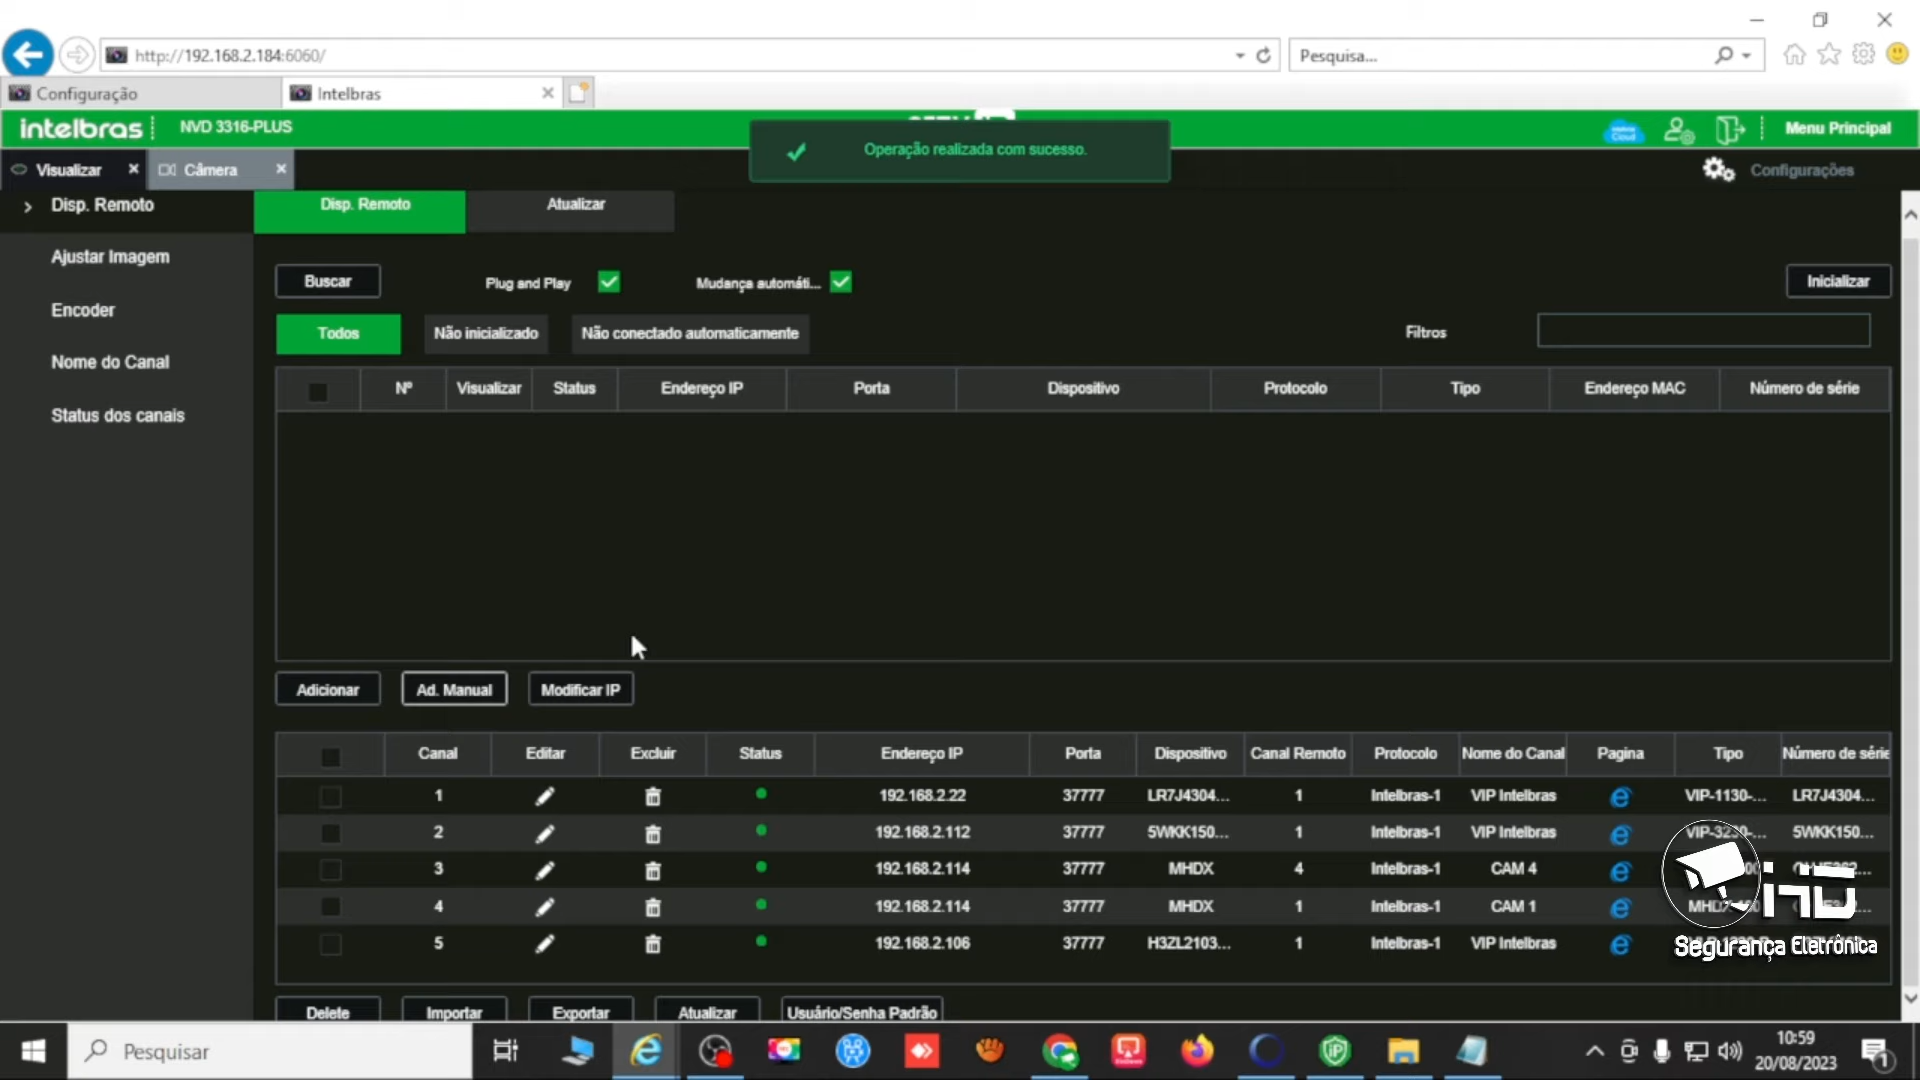 http://192.168.2.184:6060/
Pesquisa...
Configuração
Intelbras
intelbras
NVD 3316-PLUS
Menu Principal
Operação realizada com sucesso.
Visualizar
Câmera
Configurações
Disp. Remoto
Disp. Remoto
Atualizar
Ajustar Imagem
Encoder
Nome do Canal
Status dos canais
Buscar
Plug and Play
Mudança automáti...
Inicializar
Todos
Não inicializado
Não conectado automaticamente
Filtros
Nº Visualizar Status Endereço IP Porta Dispositivo Protocolo Tipo Endereço MAC Número de série
Adicionar
Ad. Manual
Modificar IP
Canal Editar Excluir Status Endereço IP Porta Dispositivo Canal Remoto Protocolo Nome do Canal Pagina Tipo Número de série
1 192.168.2.22 37777 LR7J4304... 1 Intelbras-1 VIP Intelbras VIP-1130-... LR7J4304...
2 192.168.2.112 37777 5WKK150... 1 Intelbras-1 VIP Intelbras VIP-3230-... 5WKK150...
3 192.168.2.114 37777 MHDX 4 Intelbras-1 CAM 4
4 192.168.2.114 37777 MHDX 1 Intelbras-1 CAM 1
5 192.168.2.106 37777 H3ZL2103... 1 Intelbras-1 VIP Intelbras
Segurança Eletrônica
Delete
Importar
Exportar
Atualizar
Usuário/Senha Padrão
Pesquisar
10:59
20/08/2023
1